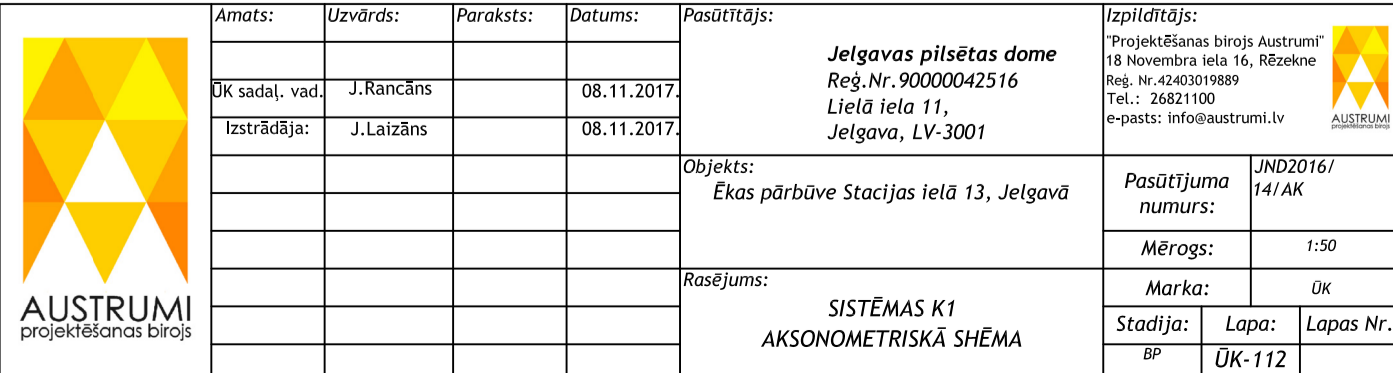 AUSTRUMI
projektēšanas birojs
Amats: Uzvārds: Paraksts: Datums:
ŪK sadaļ. vad. J.Rancāns 08.11.2017.
Izstrādāja: J.Laizāns 08.11.2017.
Pasūtītājs:
Jelgavas pilsētas dome
Reģ.Nr.90000042516
Lielā iela 11,
Jelgava, LV-3001
Izpildītājs:
"Projektēšanas birojs Austrumi"
18 Novembra iela 16, Rēzekne
Reģ. Nr.42403019889
Tel.: 26821100
e-pasts: info@austrumi.lv
AUSTRUMI
projektēšanas birojs
Objekts:
Ēkas pārbūve Stacijas ielā 13, Jelgavā
Pasūtījuma
numurs:
JND2016/
14/AK
Mērogs: 1:50
Rasējums:
SISTĒMAS K1
AKSONOMETRISKĀ SHĒMA
Marka: ŪK
Stadija: Lapa: Lapas Nr.
BP ŪK-112